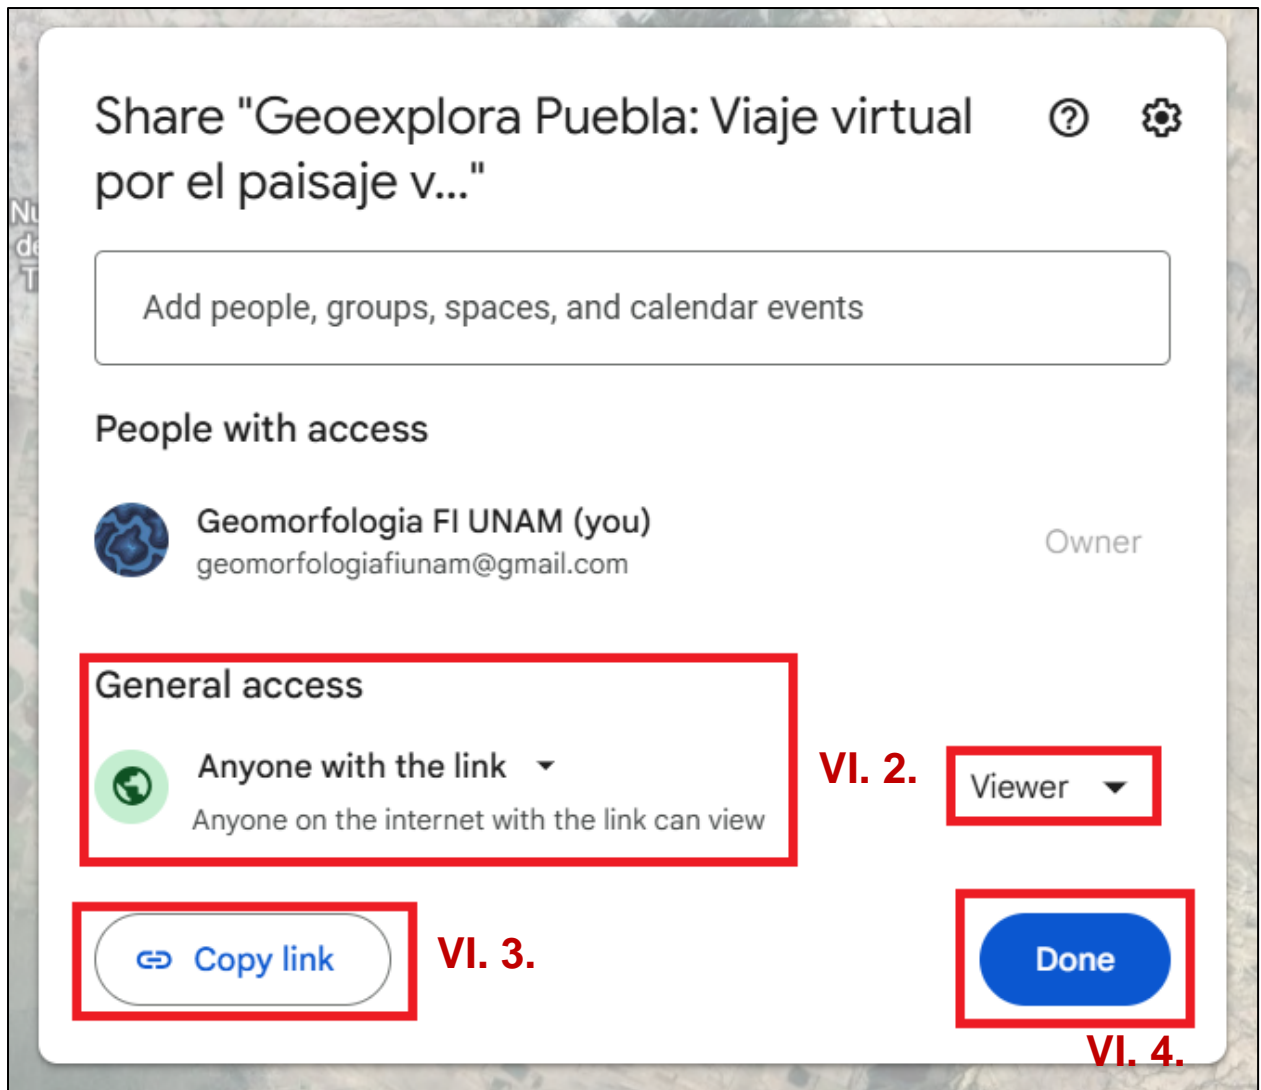 Share "Geoexplora Puebla: Viaje virtual
por el paisaje v..."
Nu
de
T
Add people, groups, spaces, and calendar events
People with access
Geomorfologia FI UNAM (you)
geomorfologiafiunam@gmail.com
Owner
General access
Anyone with the link
Anyone on the internet with the link can view
VI. 2.
Viewer
Copy link
VI. 3.
Done
VI. 4.